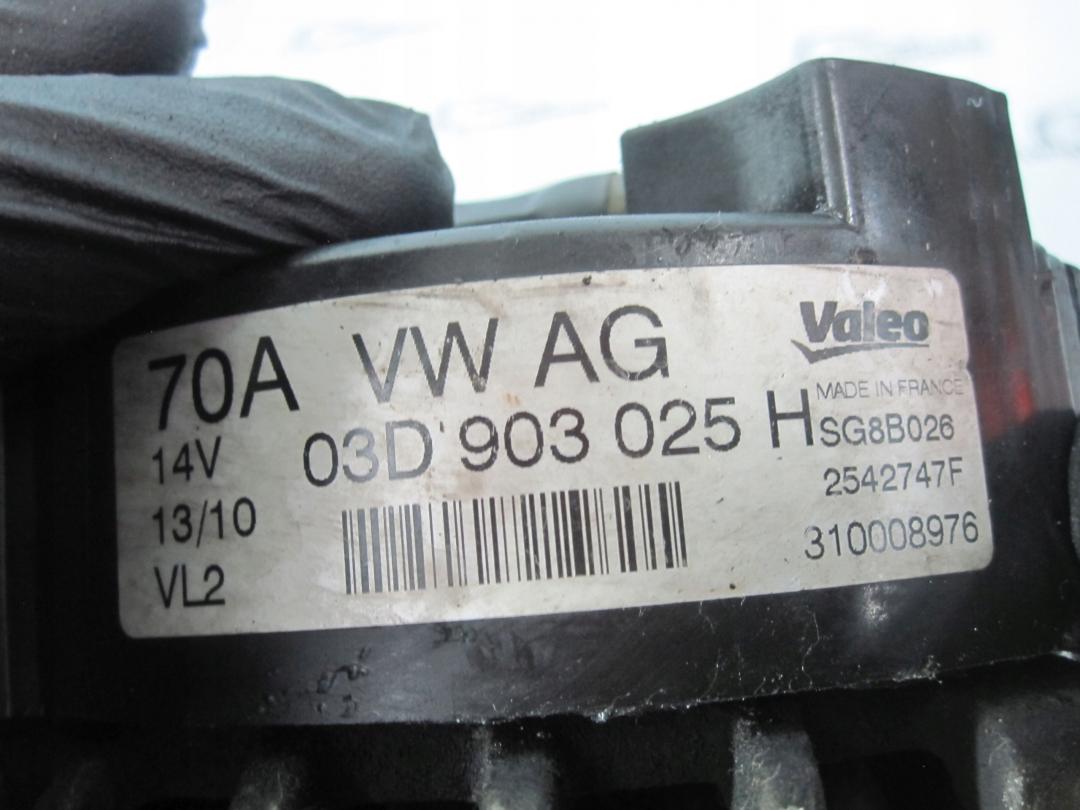 70A VW AG
Valeo
MADE IN FRANCE
14V 03D 903 025 H
SG8B026
13/10
2542747F
VL2
310008976